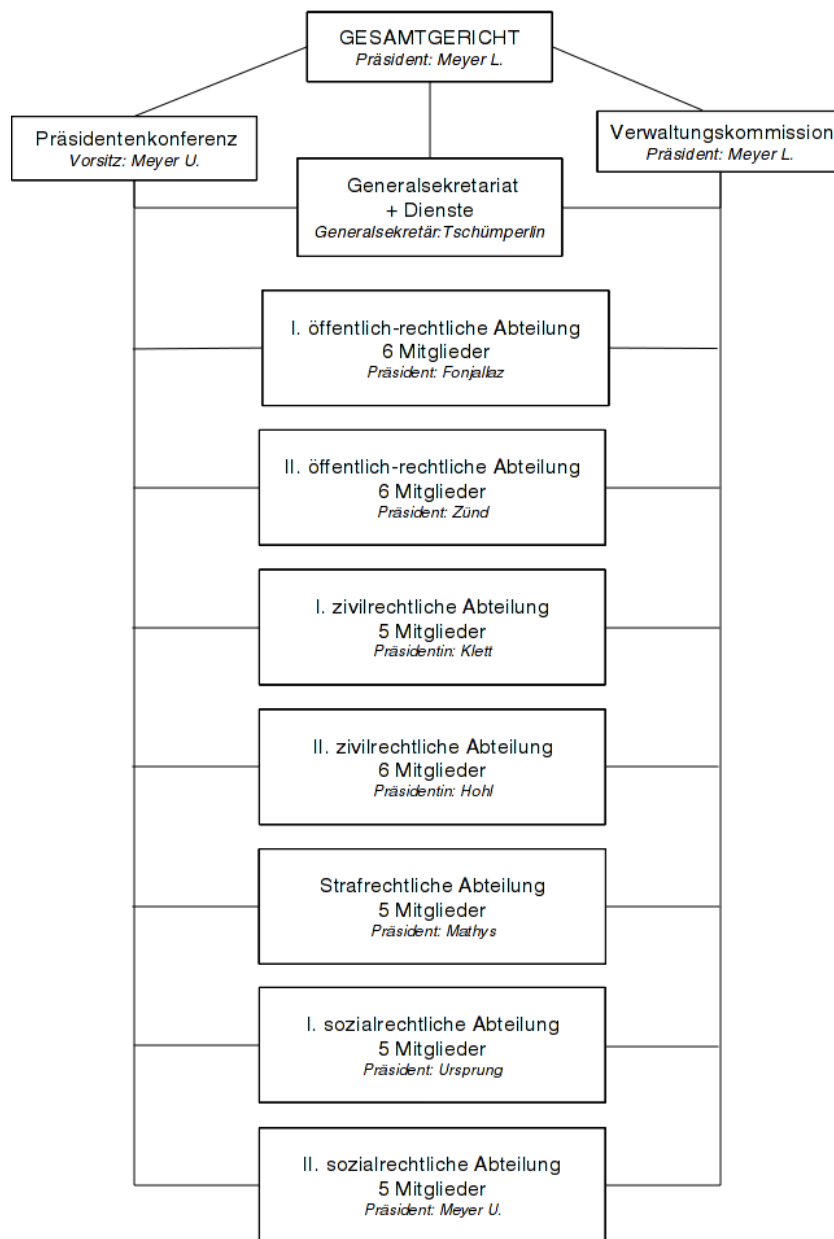 GESAMTGERICHT
Präsident: Meyer L.
Präsidentenkonferenz
Vorsitz: Meyer U.
Verwaltungskommission
Präsident: Meyer L.
Generalsekretariat
+ Dienste
Generalsekretär:Tschümperlin
I. öffentlich-rechtliche Abteilung
6 Mitglieder
Präsident: Fonjallaz
II. öffentlich-rechtliche Abteilung
6 Mitglieder
Präsident: Zünd
I. zivilrechtliche Abteilung
5 Mitglieder
Präsidentin: Klett
II. zivilrechtliche Abteilung
6 Mitglieder
Präsidentin: Hohl
Strafrechtliche Abteilung
5 Mitglieder
Präsident: Mathys
I. sozialrechtliche Abteilung
5 Mitglieder
Präsident: Ursprung
II. sozialrechtliche Abteilung
5 Mitglieder
Präsident: Meyer U.